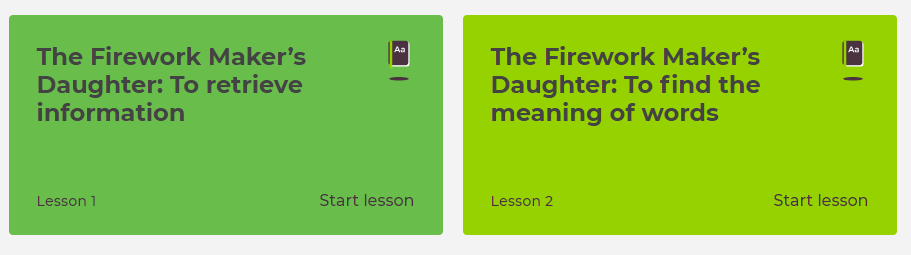 The Firework Maker’s
Daughter: To retrieve
information
Aa
Lesson 1
Start lesson
The Firework Maker’s
Daughter: To find the
meaning of words
Aa
Lesson 2
Start lesson